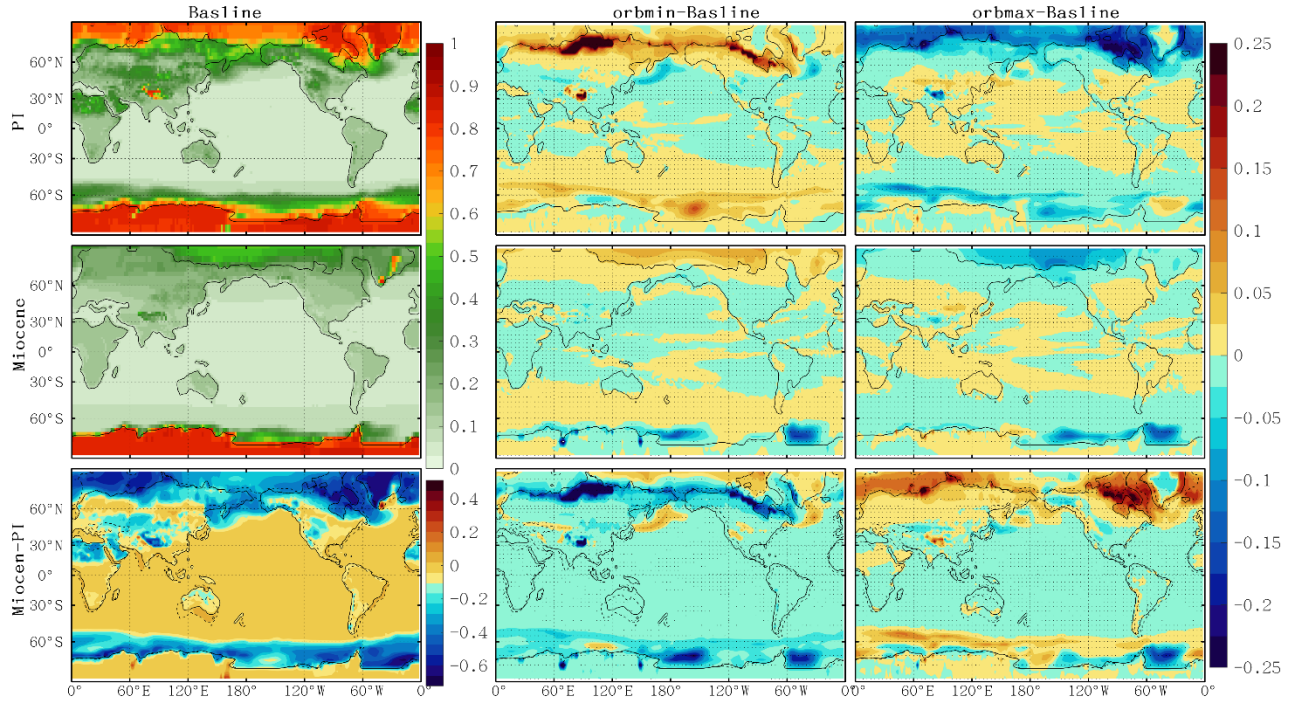 Basline
orbmin-Basline
orbmax-Basline
PI
60°N
30°N
0°
30°S
60°S
1
0.9
0.8
0.7
0.6
0.5
0.4
0.3
0.2
0.1
0
Miocene
60°N
30°N
0°
30°S
60°S
Miocen-PI
60°N
30°N
0°
30°S
60°S
0.4
0.2
0
-0.2
-0.4
-0.6
0.25
0.2
0.15
0.1
0.05
0
-0.05
-0.1
-0.15
-0.2
-0.25
0° 60°E 120°E 180° 120°W 60°W 0°
0° 60°E 120°E 180° 120°W 60°W 0°
0° 60°E 120°E 180° 120°W 60°W 0°